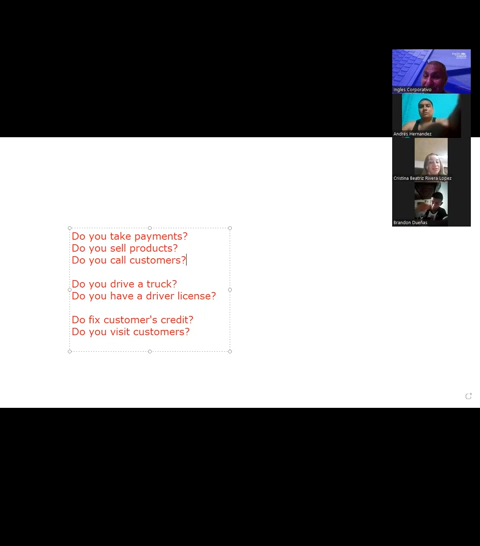 Do you take payments?
Do you sell products?
Do you call customers?
Do you drive a truck?
Do you have a driver license?
Do fix customer's credit?
Do you visit customers?
Ingles Corporativo
Andres Hernandez
Cristina Beatriz Rivera Lopez
Brandon Dueñas